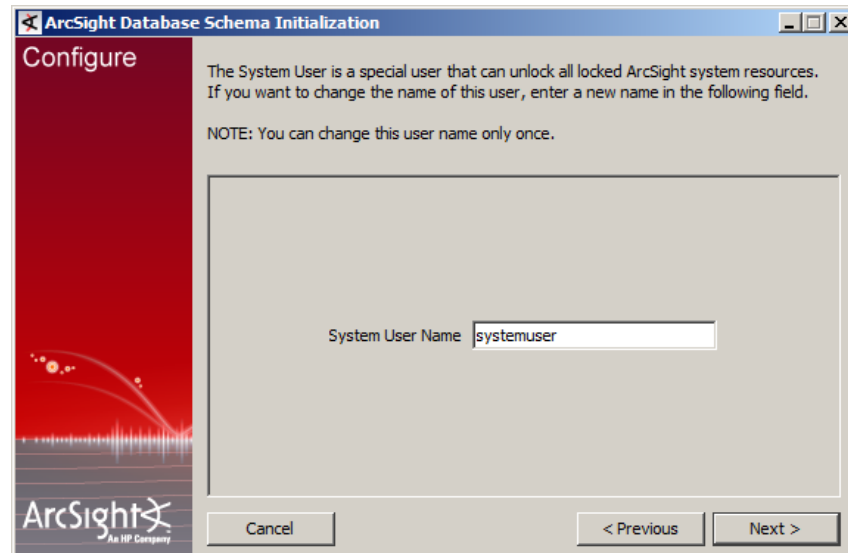 ArcSight Database Schema Initialization
Configure
The System User is a special user that can unlock all locked ArcSight system resources.
If you want to change the name of this user, enter a new name in the following field.
NOTE: You can change this user name only once.
System User Name systemuser
ArcSight
An HP Company
Cancel < Previous Next >